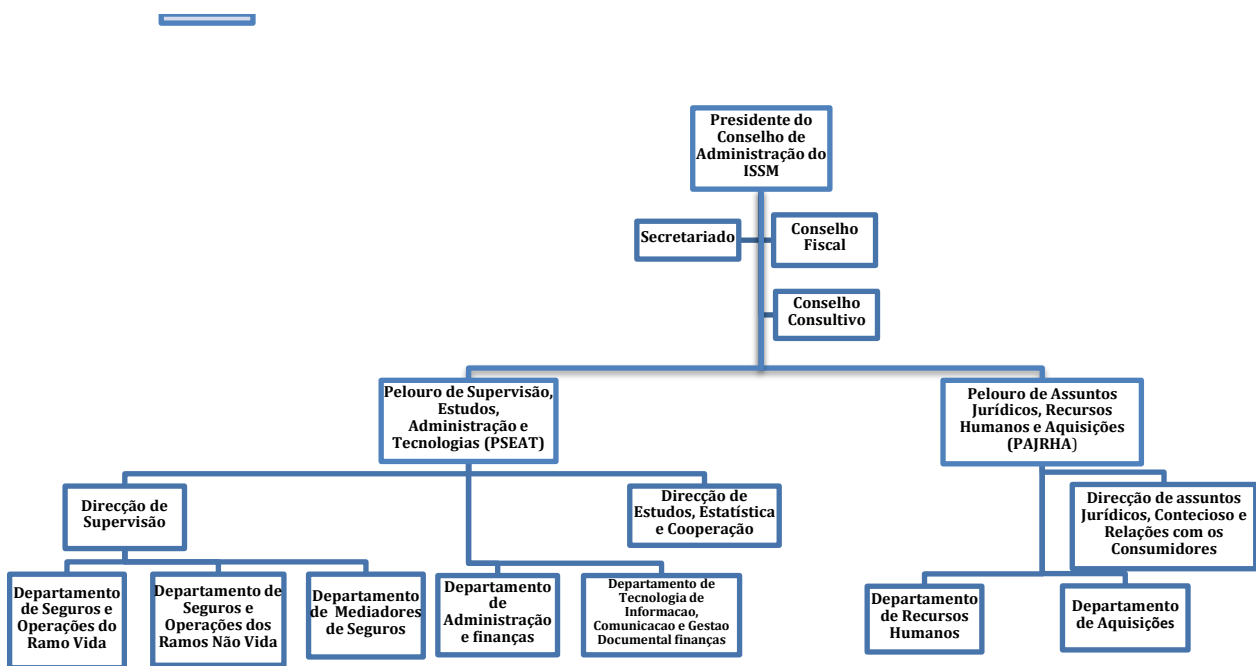 Presidente do
Conselho de
Administração do
ISSM
Secretariado
Conselho
Fiscal
Conselho
Consultivo
Pelouro de Supervisão,
Estudos,
Administração e
Tecnologias (PSEAT)
Pelouro de Assuntos
Jurídicos, Recursos
Humanos e Aquisições
(PAJRHA)
Direcção de
Supervisão
Direcção de
Estudos, Estatística
e Cooperação
Direcção de assuntos
Jurídicos, Contecioso e
Relações com os
Consumidores
Departamento
de Seguros e
Operações do
Ramo Vida
Departamento de
Seguros e
Operações dos
Ramos Não Vida
Departamento
de Mediadores
de Seguros
Departamento
de
Administração
e finanças
Departamento de
Tecnologia de
Informacao,
Comunicacao e Gestao
Documental finanças
Departamento
de Recursos
Humanos
Departamento
de Aquisições